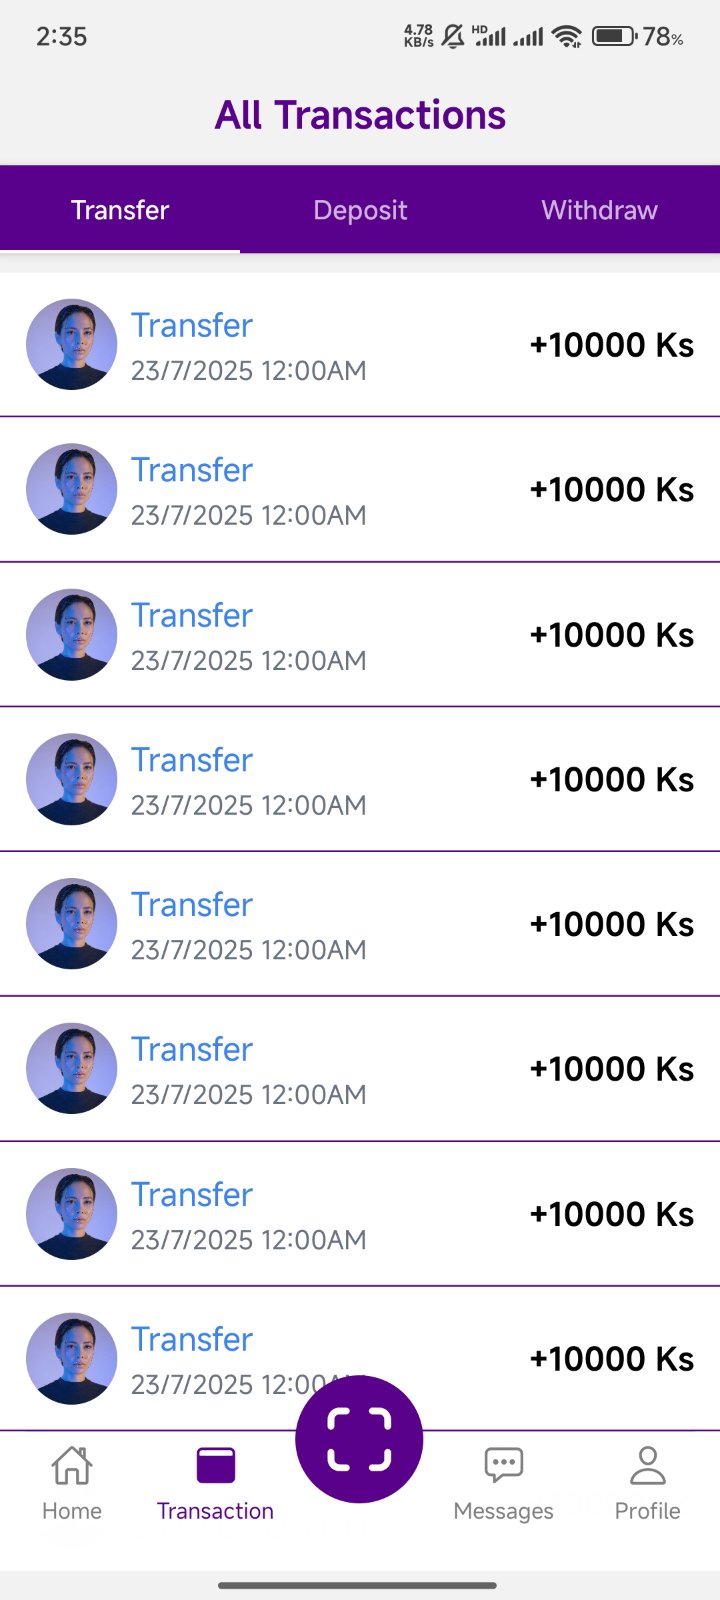 2:35 4.78 KB/s HD 78%
All Transactions
Transfer Deposit Withdraw
Transfer
23/7/2025 12:00AM
+10000 Ks
Transfer
23/7/2025 12:00AM
+10000 Ks
Transfer
23/7/2025 12:00AM
+10000 Ks
Transfer
23/7/2025 12:00AM
+10000 Ks
Transfer
23/7/2025 12:00AM
+10000 Ks
Transfer
23/7/2025 12:00AM
+10000 Ks
Transfer
23/7/2025 12:00AM
+10000 Ks
Transfer
23/7/2025 12:00
+10000 Ks
Home Transaction Messages Profile